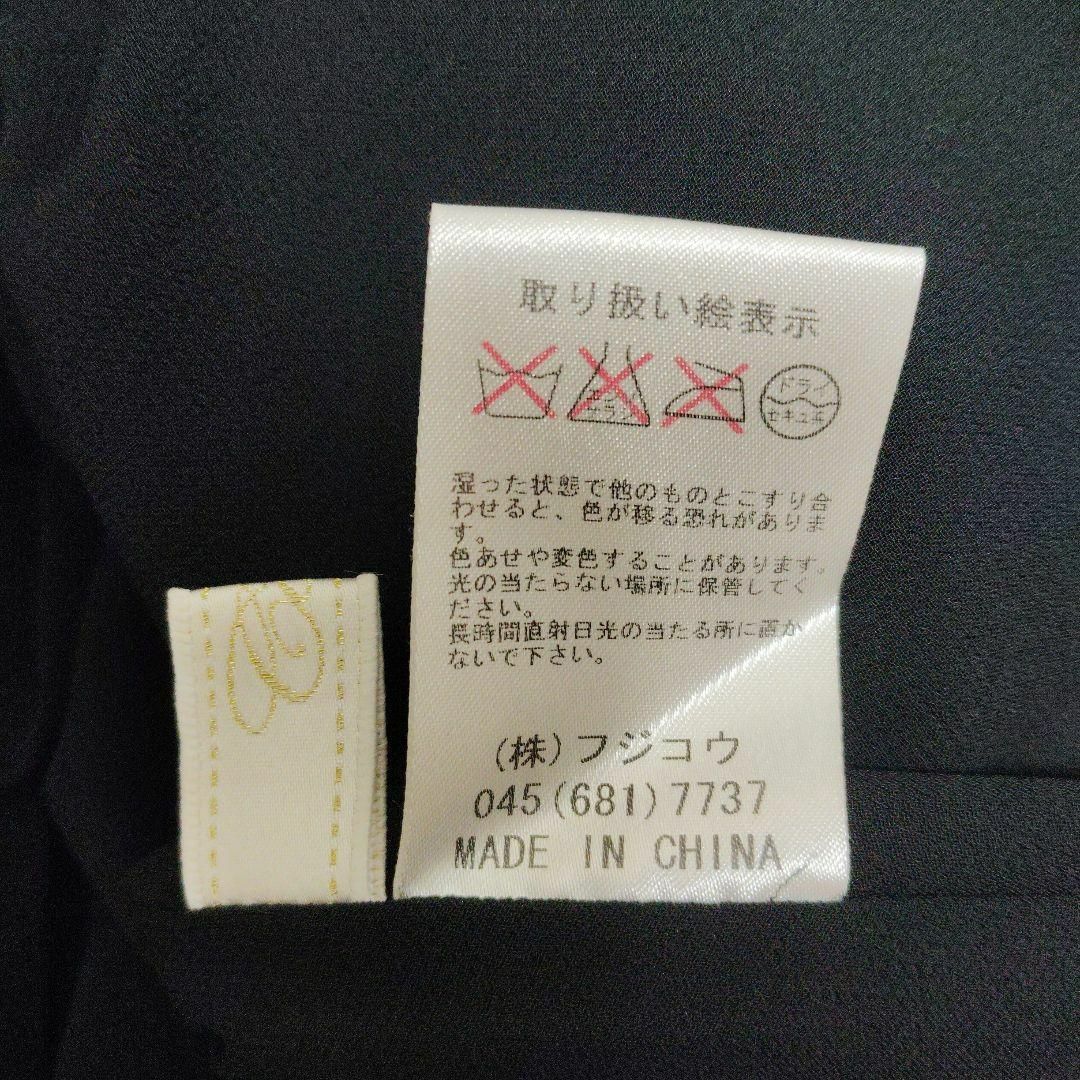 取り扱い絵表示
ドライ
セキユ系
湿った状態で他のものとこすり合
わせると、色が移る恐れがありま
す。
色あせや変色することがあります。
光の当たらない場所に保管してく
ださい。
長時間直射日光の当たる所に置か
ないで下さい。
(株)フジコウ
045(681)7737
MADE IN CHINA